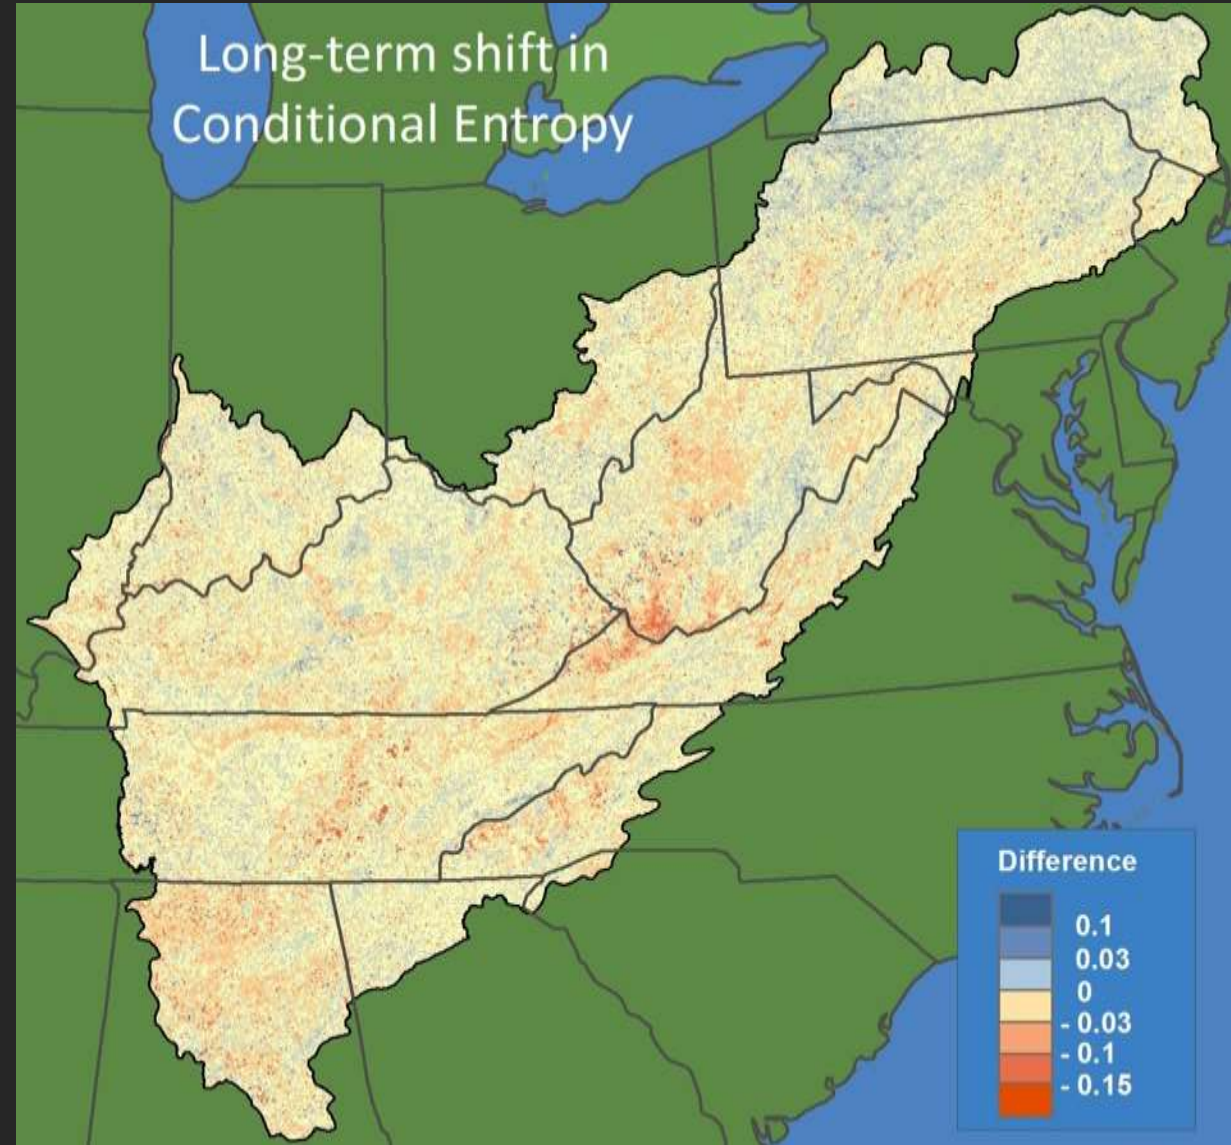 Long-term shift in
Conditional Entropy
Difference
0.1
0.03
0
- 0.03
- 0.1
- 0.15